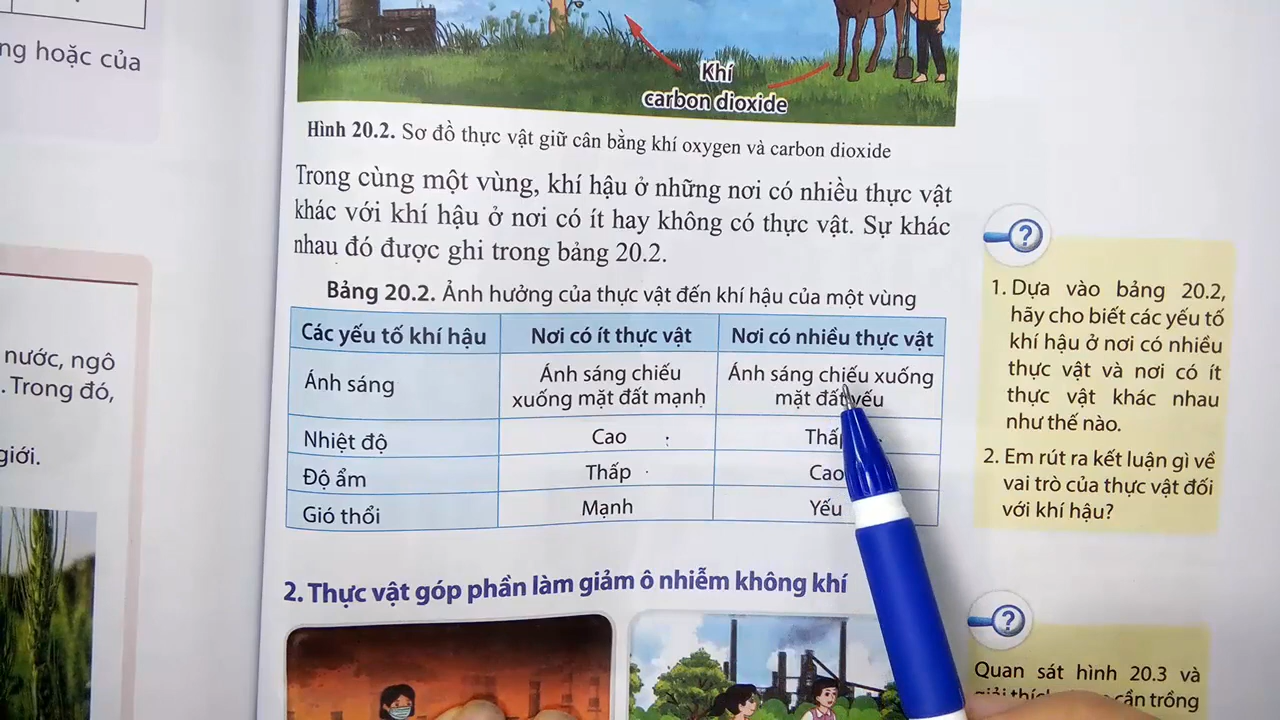 ng hoặc của
nước, ngô
. Trong đó,
giới.
Khí
carbon dioxide
Hình 20.2. Sơ đồ thực vật giữ cân bằng khí oxygen và carbon dioxide
Trong cùng một vùng, khí hậu ở những nơi có nhiều thực vật
khác với khí hậu ở nơi có ít hay không có thực vật. Sự khác
nhau đó được ghi trong bảng 20.2.
Bảng 20.2. Ảnh hưởng của thực vật đến khí hậu của một vùng
Các yếu tố khí hậu Nơi có ít thực vật Nơi có nhiều thực vật
Ánh sáng
Ánh sáng chiếu
xuống mặt đất mạnh
Ánh sáng chiếu xuống
mặt đất yếu
Nhiệt độ Cao Thấp
Độ ẩm Thấp Cao
Gió thổi Mạnh Yếu
2. Thực vật góp phần làm giảm ô nhiễm không khí
1. Dựa vào bảng 20.2,
hãy cho biết các yếu tố
khí hậu ở nơi có nhiều
thực vật và nơi có ít
thực vật khác nhau
như thế nào.
2. Em rút ra kết luận gì về
vai trò của thực vật đối
với khí hậu?
Quan sát hình 20.3 và
cần trồng